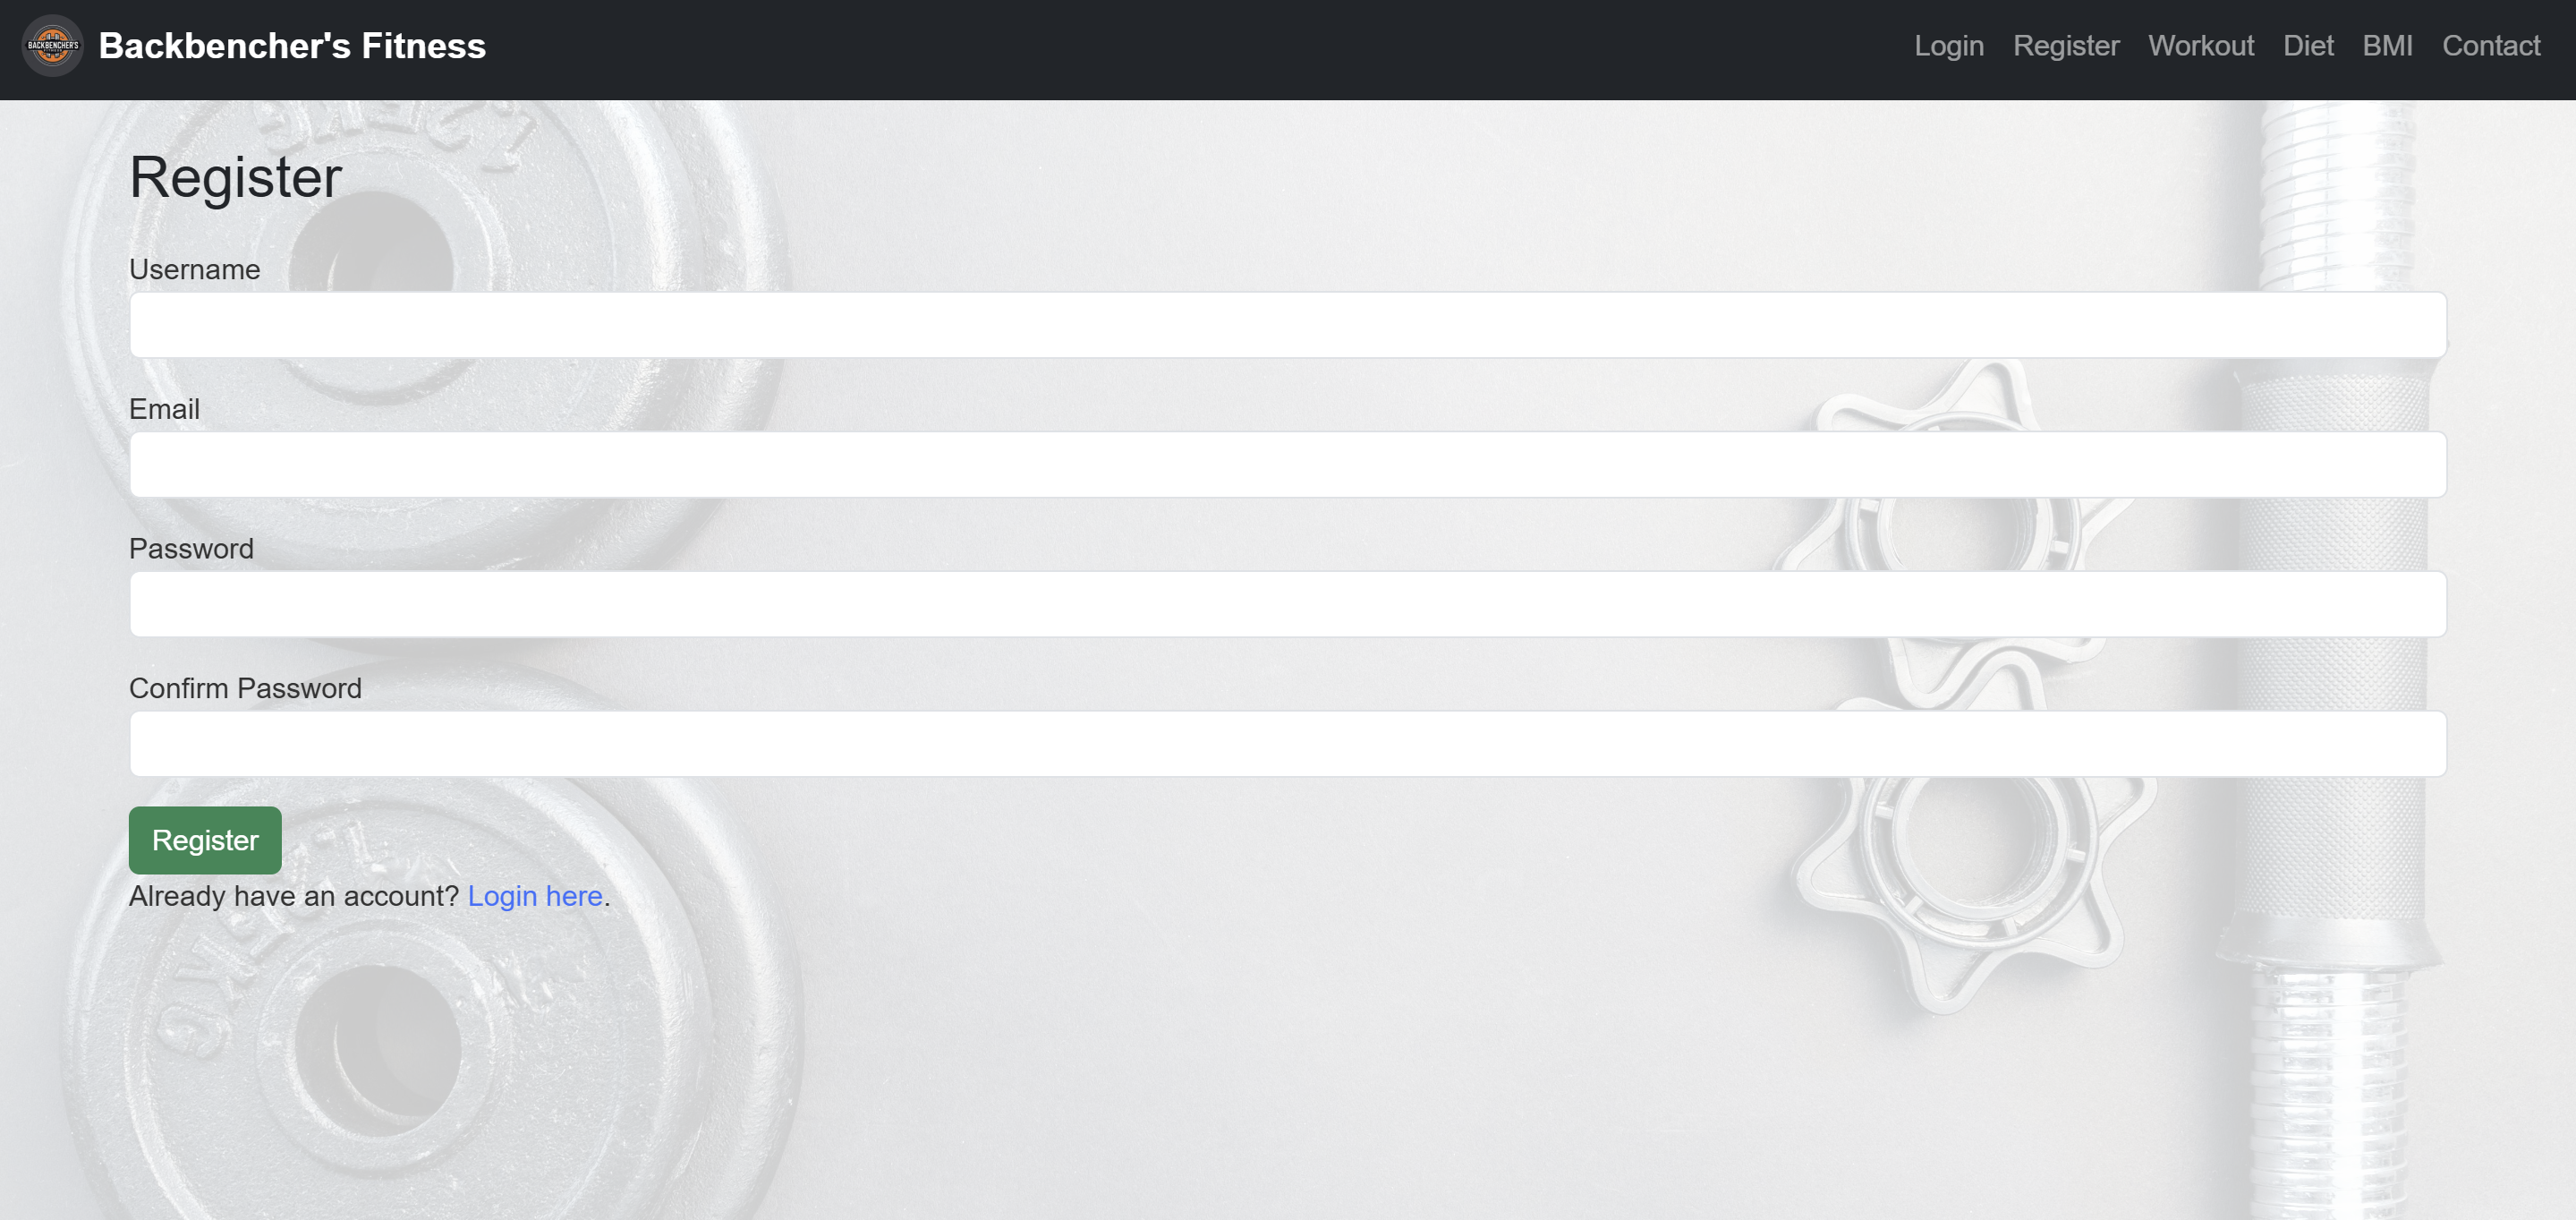 BACKBENCHER'S
Backbencher's Fitness
Login Register Workout Diet BMI Contact
Register
Username
Email
Password
Confirm Password
Register
Already have an account? Login here.